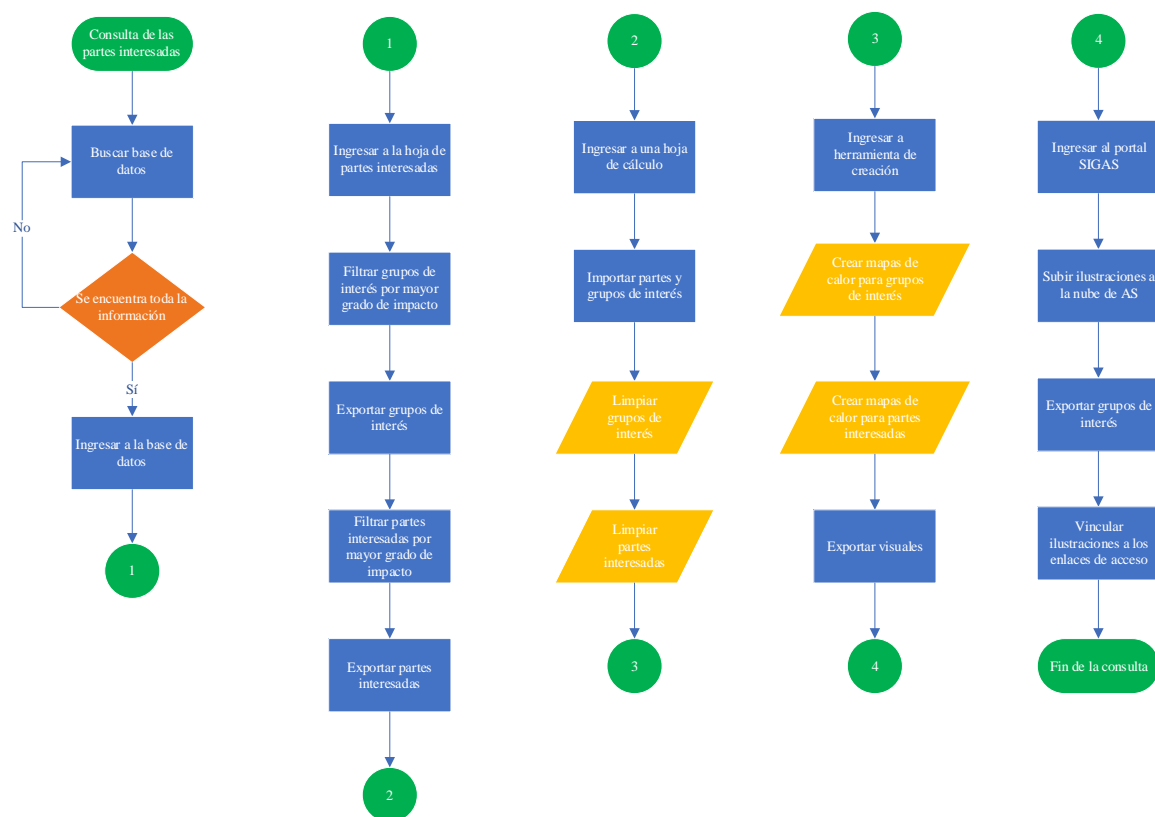 Consulta de las
partes interesadas
Buscar base de
datos
No
Se encuentra toda la
información
Sí
Ingresar a la base de
datos
1
1
Ingresar a la hoja de
partes interesadas
Filtrar grupos de
interés por mayor
grado de impacto
Exportar grupos de
interés
Filtrar partes
interesadas por
mayor grado de
impacto
Exportar partes
interesadas
2
2
Ingresar a una hoja
de cálculo
Importar partes y
grupos de interés
Limpiar
grupos de
interés
Limpiar
partes
interesadas
3
3
Ingresar a
herramienta de
creación
Crear mapas de
calor para grupos
de interés
Crear mapas de
calor para partes
interesadas
Exportar visuales
4
4
Ingresar al portal
SIGAS
Subir ilustraciones a
la nube de AS
Exportar grupos de
interés
Vincular
ilustraciones a los
enlaces de acceso
Fin de la consulta